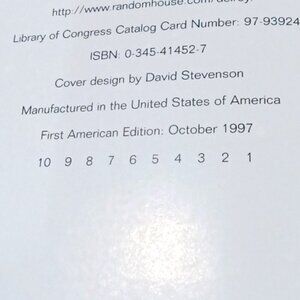 http://www.randomhouse.com
Library of Congress Catalog Card Number: 97-93924
ISBN: 0-345-41452-7
Cover design by David Stevenson
Manufactured in the United States of America
First American Edition: October 1997
10 9 8 7 6 5 4 3 2 1